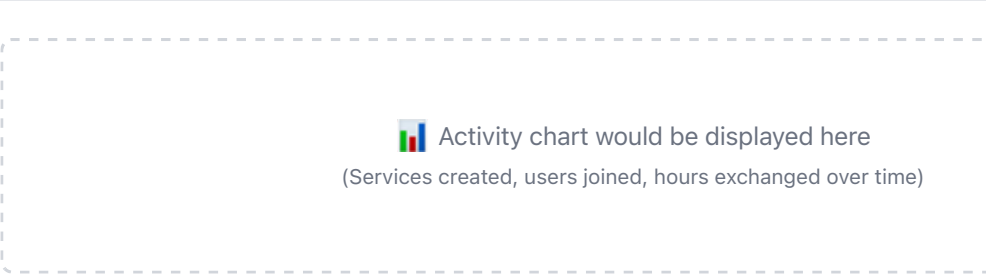 📊 Activity chart would be displayed here
(Services created, users joined, hours exchanged over time)